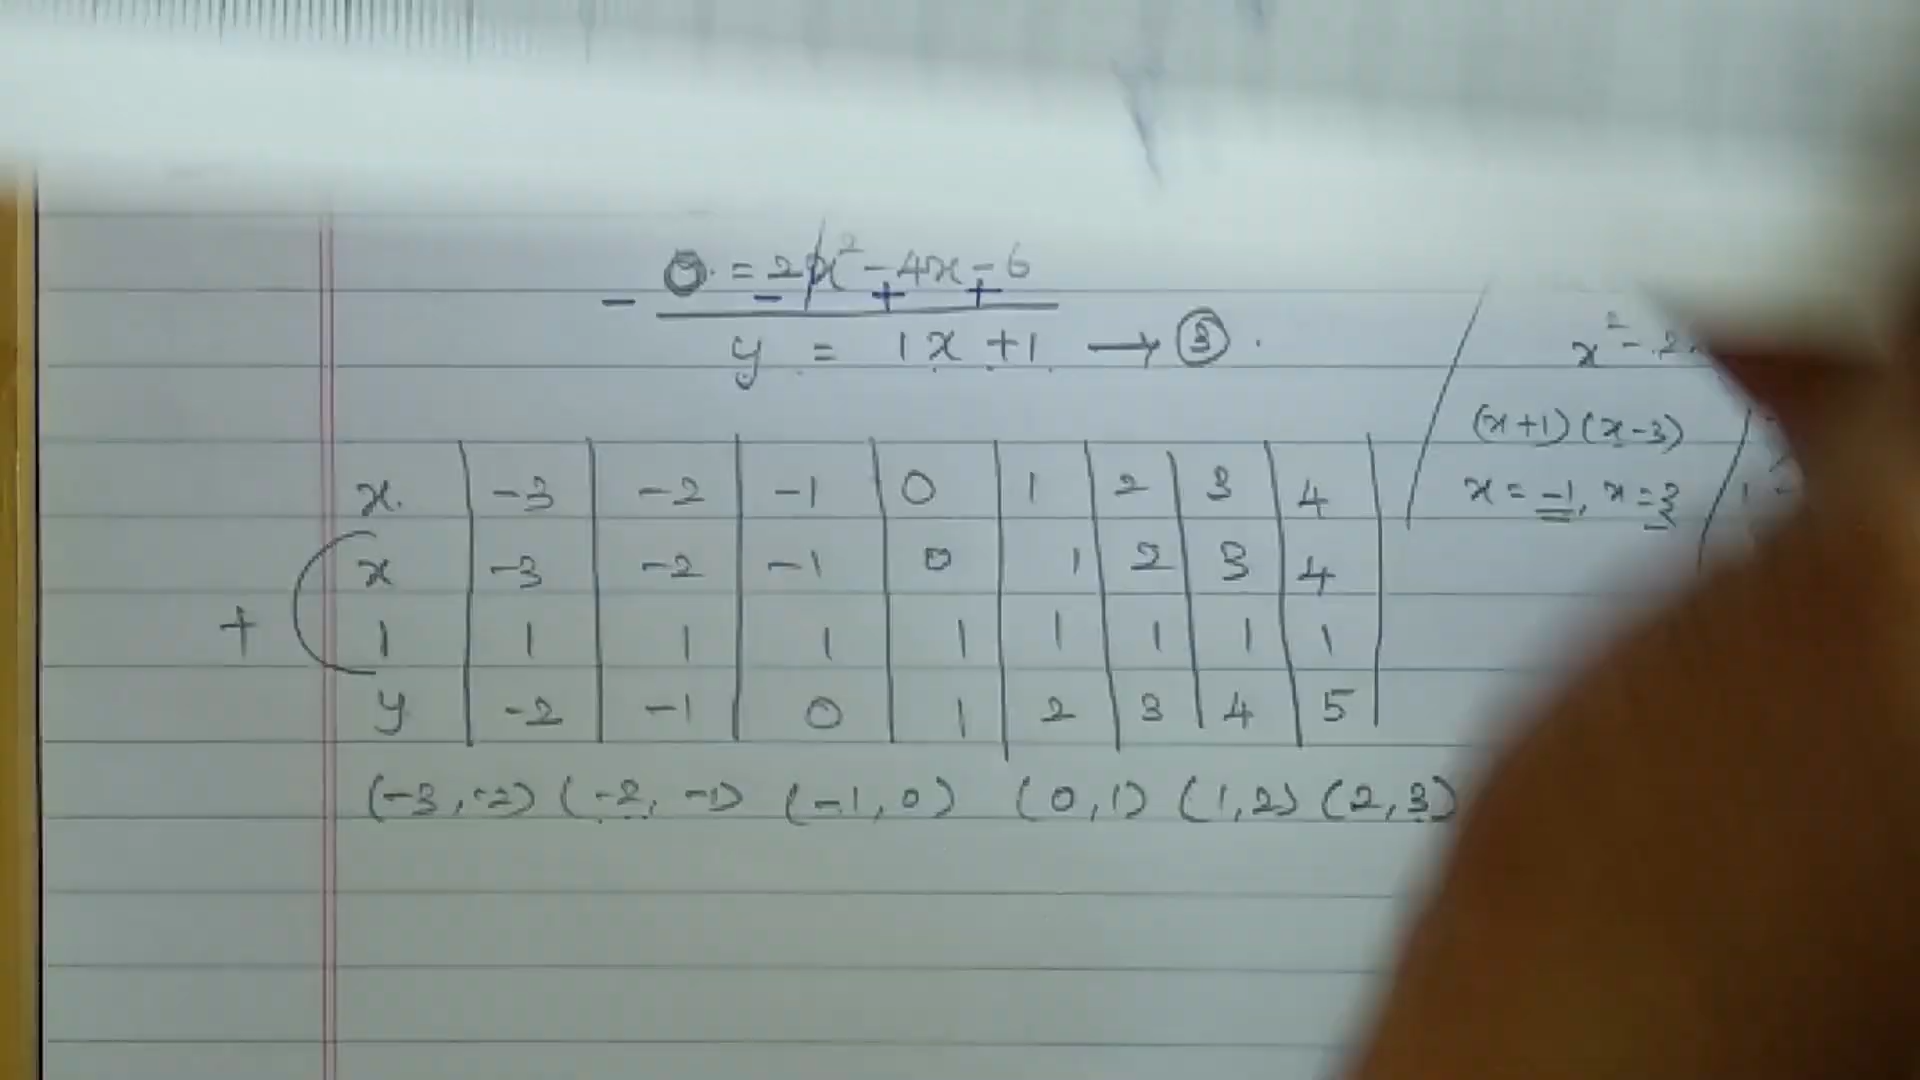 0 = 2x² - 4x - 6
- - + +
y = 1x + 1 → ③.
x² - 2x
(x+1) (x-3)
x = -1, x = 3
x. -3 -2 -1 0 1 2 3 4
x -3 -2 -1 0 1 2 3 4
+ 1 1 1 1 1 1 1 1 1
y -2 -1 0 1 2 3 4 5
(-3,-2) (-2,-1) (-1,0) (0,1) (1,2) (2,3)